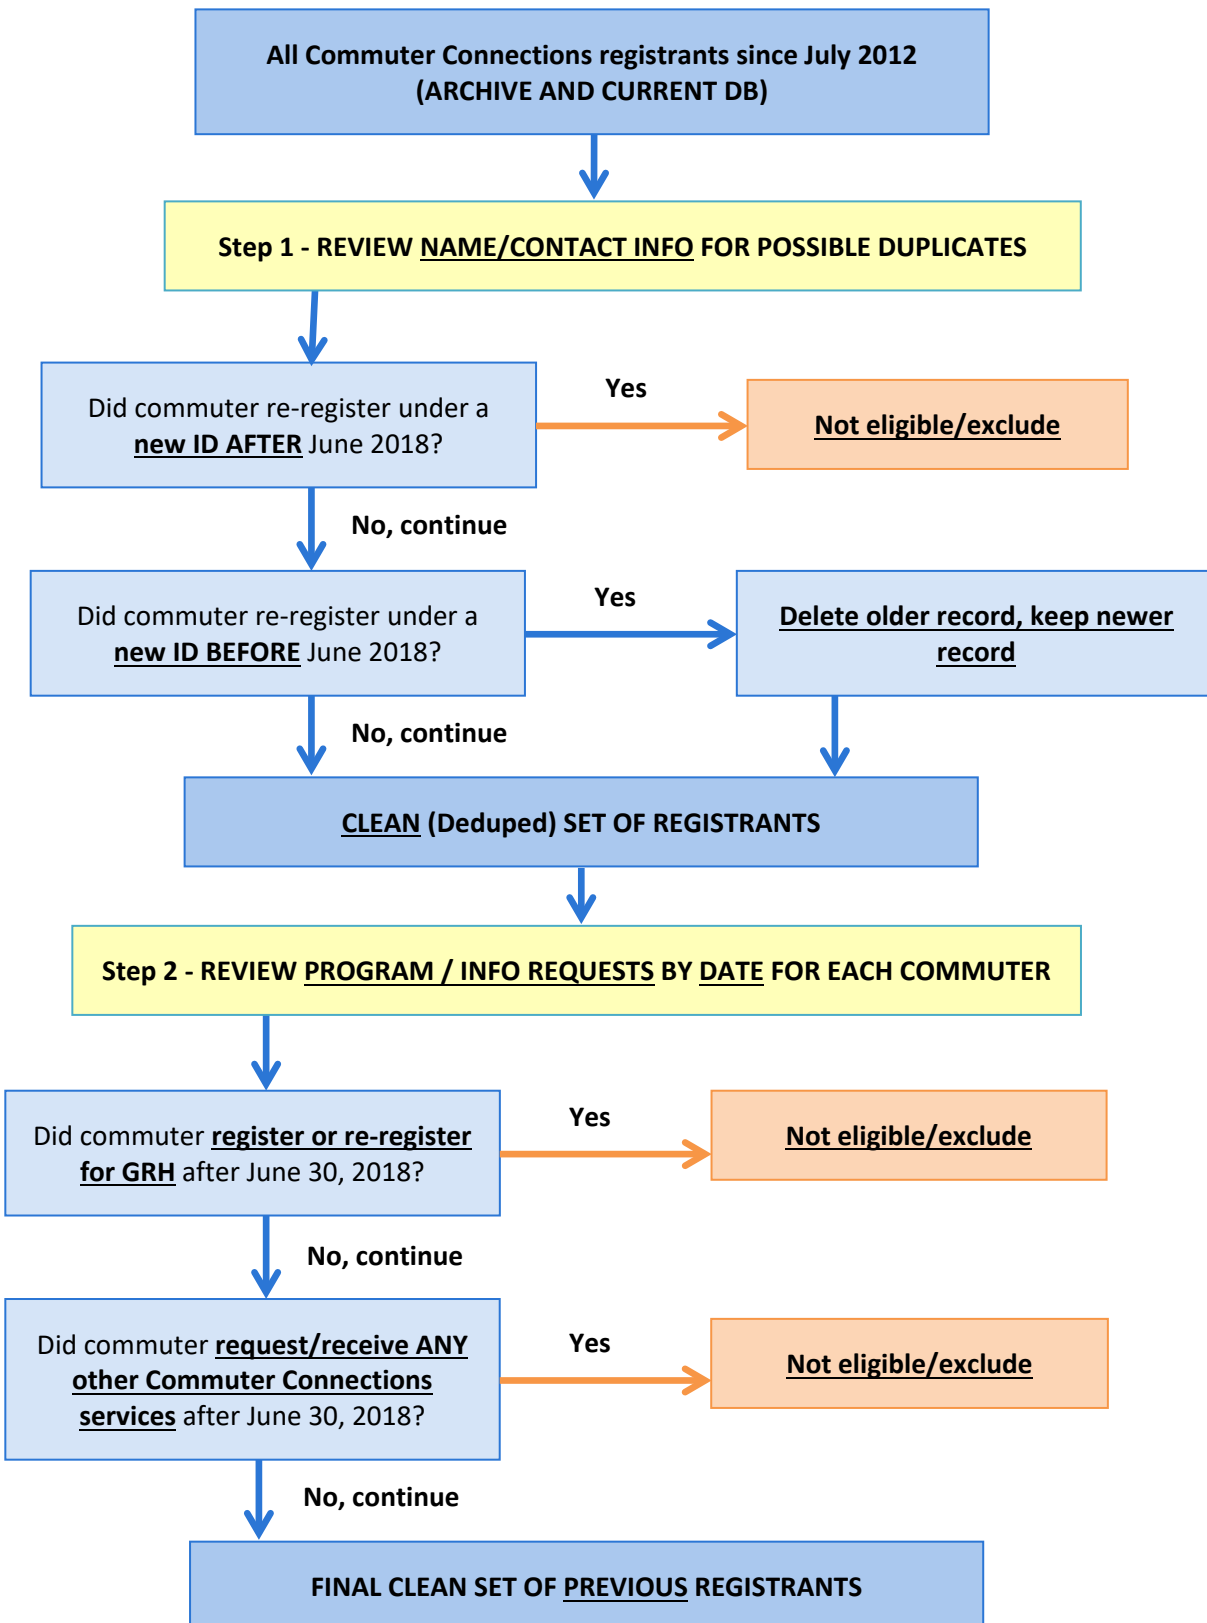 All Commuter Connections registrants since July 2012
(ARCHIVE AND CURRENT DB)
Step 1 - REVIEW NAME/CONTACT INFO FOR POSSIBLE DUPLICATES
Did commuter re-register under a
new ID AFTER June 2018?
Yes
Not eligible/exclude
No, continue
Did commuter re-register under a
new ID BEFORE June 2018?
Yes
Delete older record, keep newer
record
No, continue
CLEAN (Deduped) SET OF REGISTRANTS
Step 2 - REVIEW PROGRAM / INFO REQUESTS BY DATE FOR EACH COMMUTER
Did commuter register or re-register
for GRH after June 30, 2018?
Yes
Not eligible/exclude
No, continue
Did commuter request/receive ANY
other Commuter Connections
services after June 30, 2018?
Yes
Not eligible/exclude
No, continue
FINAL CLEAN SET OF PREVIOUS REGISTRANTS